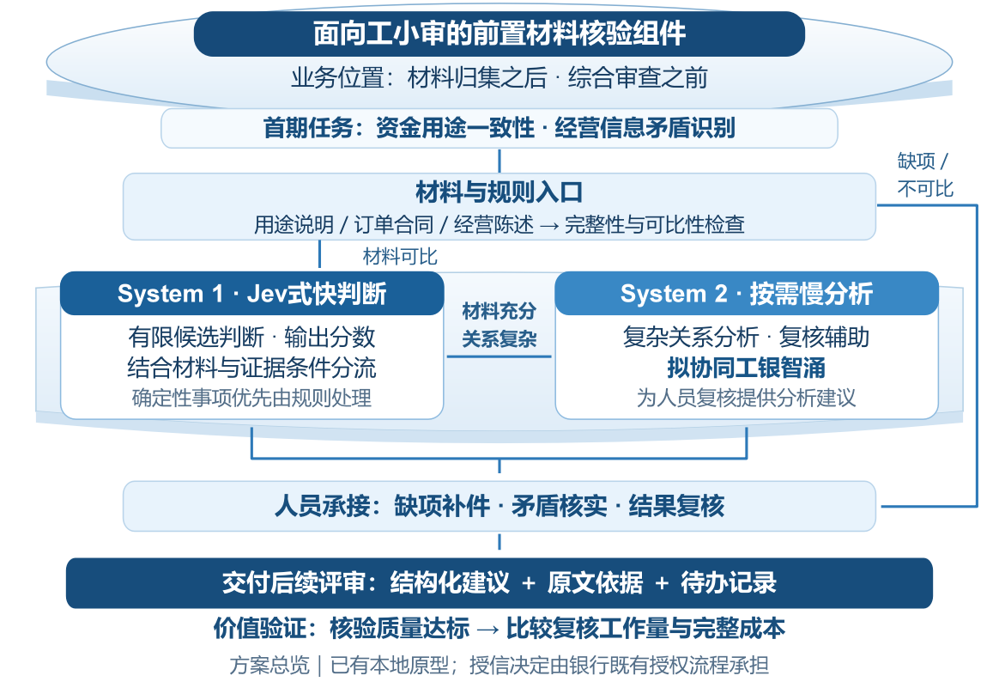 面向工小审的前置材料核验组件
业务位置：材料归集之后 · 综合审查之前
首期任务：资金用途一致性 · 经营信息矛盾识别
缺项 /
不可比
材料与规则入口
用途说明 / 订单合同 / 经营陈述 → 完整性与可比性检查
材料可比
System 1 · Jev式快判断
有限候选判断 · 输出分数
结合材料与证据条件分流
确定性事项优先由规则处理
材料充分
关系复杂
System 2 · 按需慢分析
复杂关系分析 · 复核辅助
拟协同工银智涌
为人员复核提供分析建议
人员承接：缺项补件 · 矛盾核实 · 结果复核
交付后续评审：结构化建议 + 原文依据 + 待办记录
价值验证：核验质量达标 → 比较复核工作量与完整成本
方案总览｜已有本地原型；授信决定由银行既有授权流程承担